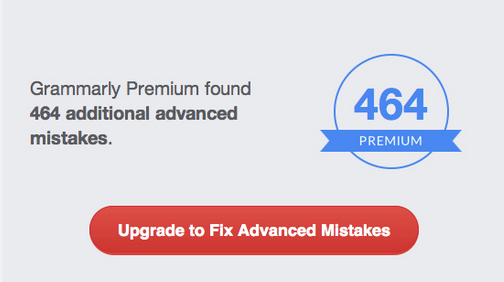 Grammarly Premium found
464 additional advanced
mistakes.
464
PREMIUM
Upgrade to Fix Advanced Mistakes